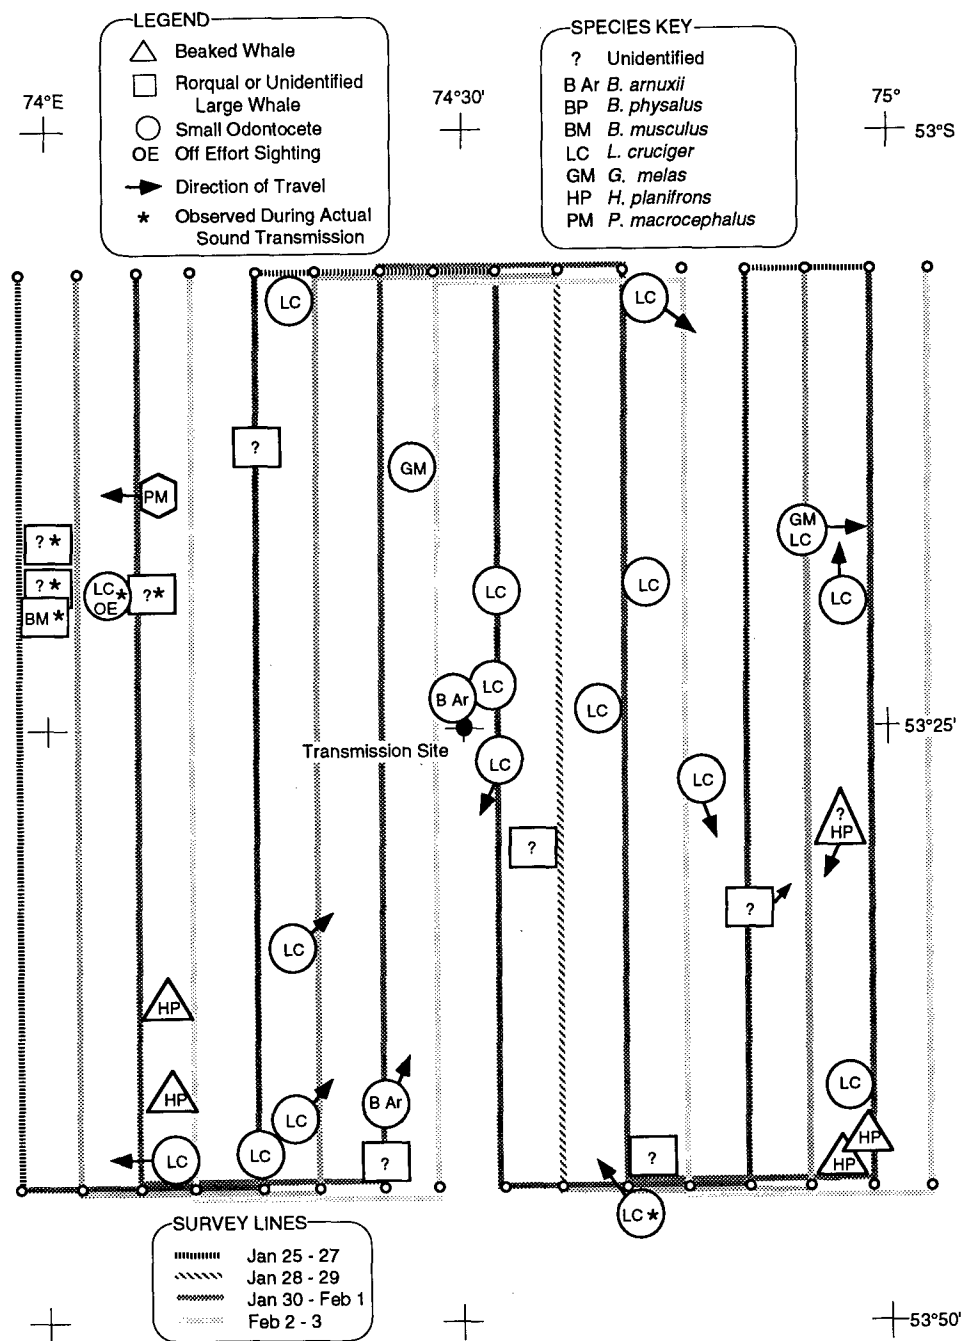 LEGEND
Beaked Whale
Rorqual or Unidentified
Large Whale
Small Odontocete
OE Off Effort Sighting
Direction of Travel
* Observed During Actual
Sound Transmission
SPECIES KEY
? Unidentified
B Ar B. arnuxii
BP B. physalus
BM B. musculus
LC L. cruciger
GM G. melas
HP H. planifrons
PM P. macrocephalus
74°E
74°30'
75°
53°S
LC
LC
?
GM
PM
GM
LC
? *
? *
BM *
LC *
OE
?*
LC
LC
LC
LC
B Ar
LC
53°25'
Transmission Site
LC
LC
?
HP
?
?
LC
HP
HP
LC
B Ar
LC
LC
LC
?
?
HP
HP
LC *
SURVEY LINES
Jan 25 - 27
Jan 28 - 29
Jan 30 - Feb 1
Feb 2 - 3
53°50'